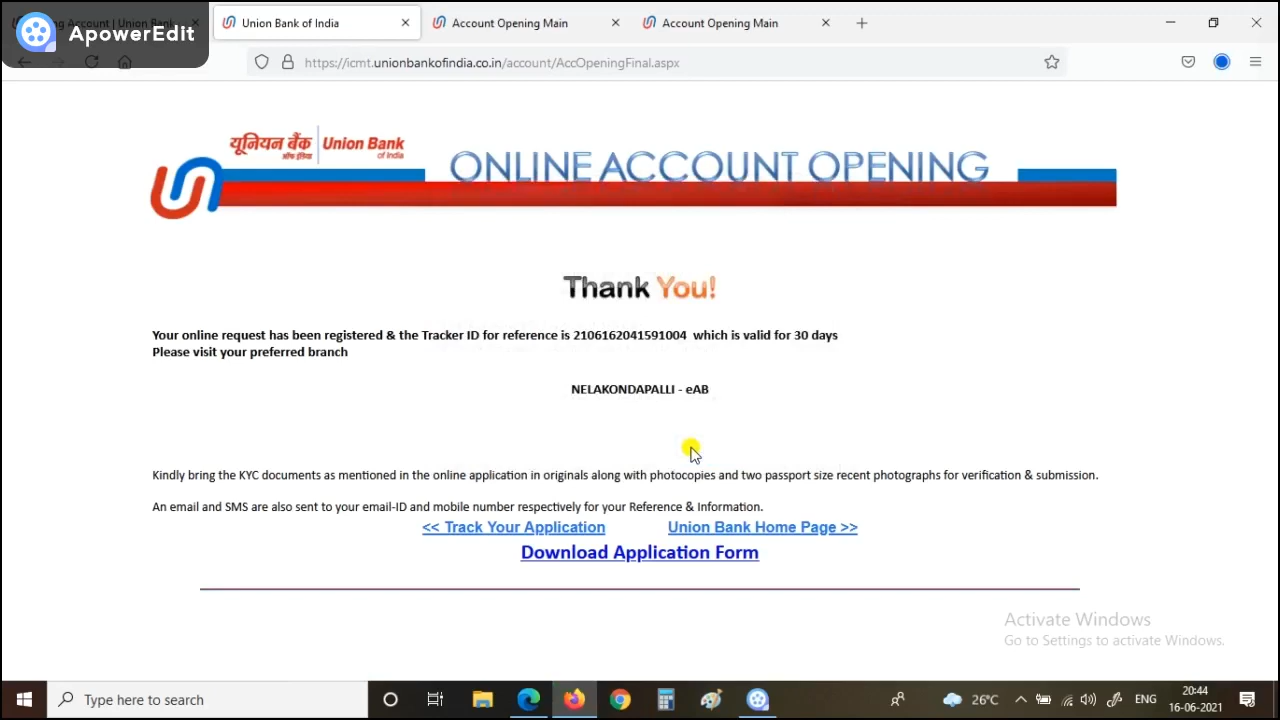 ApowerEdit
Union Bank of India
Account Opening Main
Account Opening Main
https://icmt.unionbankofindia.co.in/account/AccOpeningFinal.aspx
यूनियन बैंक Union Bank
ऑफ इंडिया of India
ONLINE ACCOUNT OPENING
Thank You!
Your online request has been registered & the Tracker ID for reference is 2106162041591004 which is valid for 30 days
Please visit your preferred branch
NELAKONDAPALLI - eAB
Kindly bring the KYC documents as mentioned in the online application in originals along with photocopies and two passport size recent photographs for verification & submission.
An email and SMS are also sent to your email-ID and mobile number respectively for your Reference & Information.
<< Track Your Application Union Bank Home Page >>
Download Application Form
Activate Windows
Go to Settings to activate Windows.
Type here to search
26°C
ENG
20:44
16-06-2021